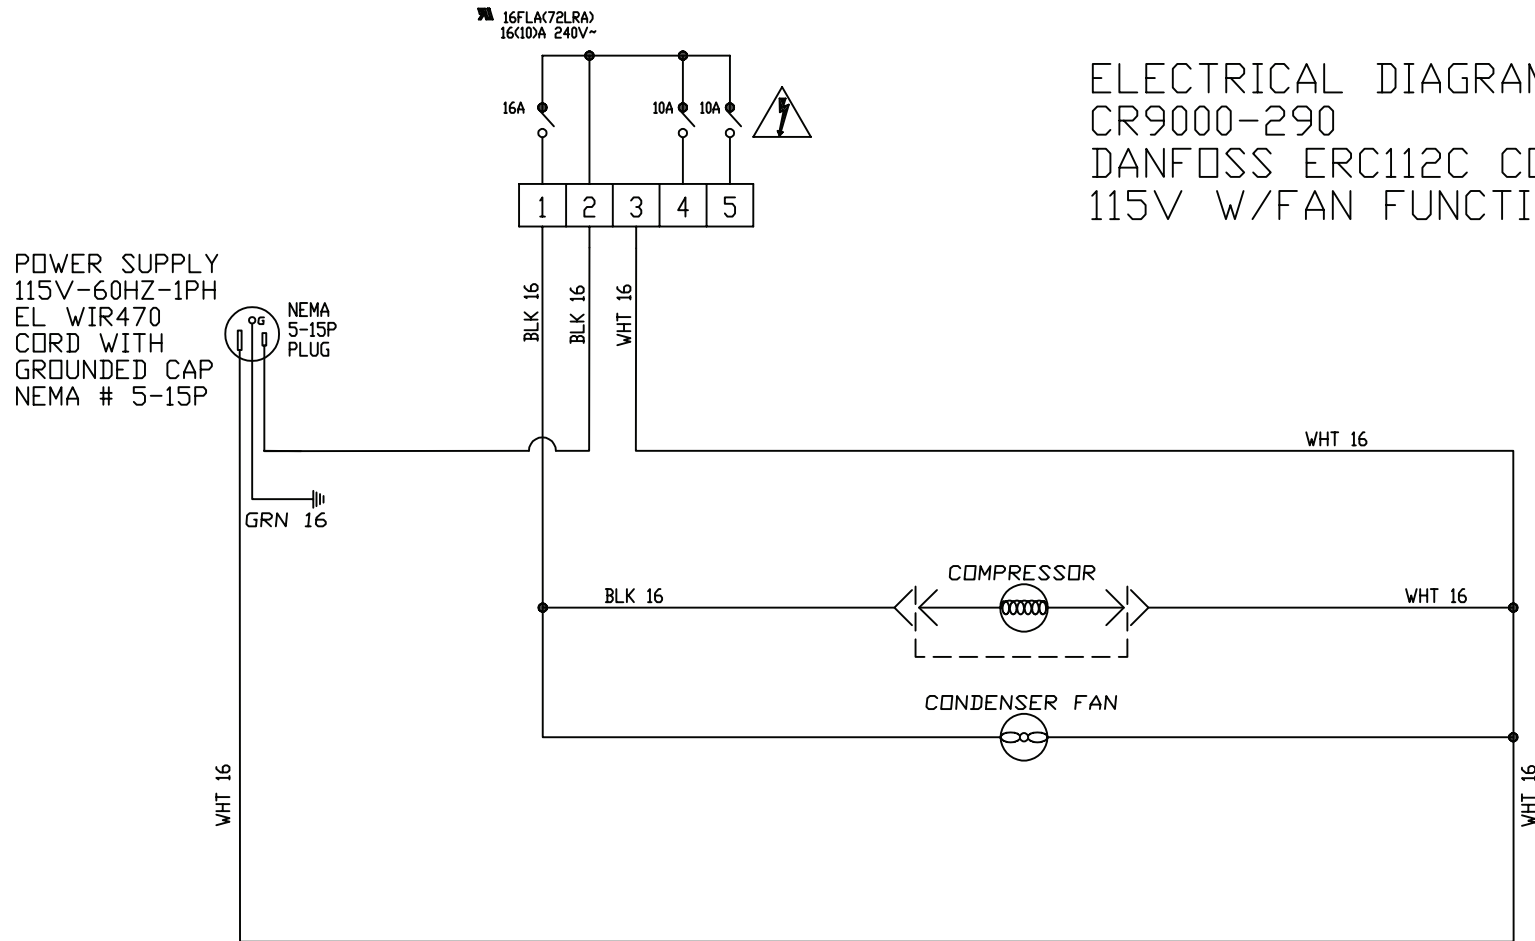 16FLA(72LRA)
16(10)A 240V~
16A
10A
10A
1 2 3 4 5
ELECTRICAL DIAGRAM
CR9000-290
DANFOSS ERC112C
115V W/FAN
POWER SUPPLY
115V-60HZ-1PH
EL WIR470
CORD WITH
GROUNDED CAP
NEMA # 5-15P
G
NEMA
5-15P
PLUG
BLK 16
BLK 16
WHT 16
WHT 16
GRN 16
COMPRESSOR
BLK 16
WHT 16
CONDENSER FAN
WHT 16
WHT 16